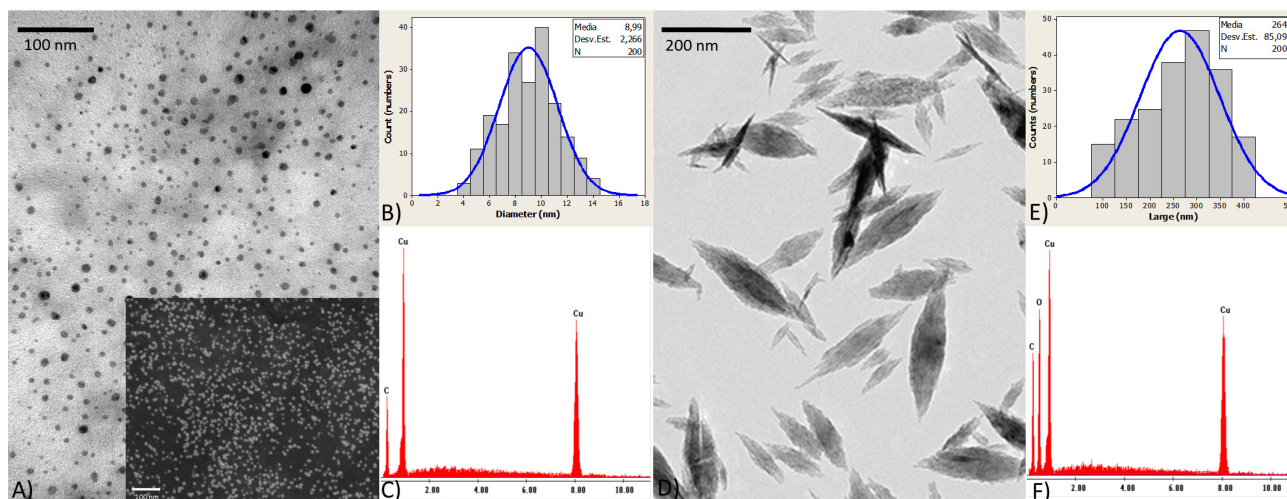 100 nm
100 nm
A)
Media 8,99
Desv.Est. 2,266
N 200
Count (numbers)
40
30
20
10
0
0 2 4 6 8 10 12 14 16 18
B) Diameter (nm)
Cu
Cu
C
C) 2.00 4.00 6.00 8.00 10.00
200 nm
D)
Media 264
Desv.Est. 85,09
N 200
Counts (numbers)
50
40
30
20
10
0
100 150 200 250 300 350 400
E) Large (nm)
Cu
O
Cu
C
F) 2.00 4.00 6.00 8.00 10.00